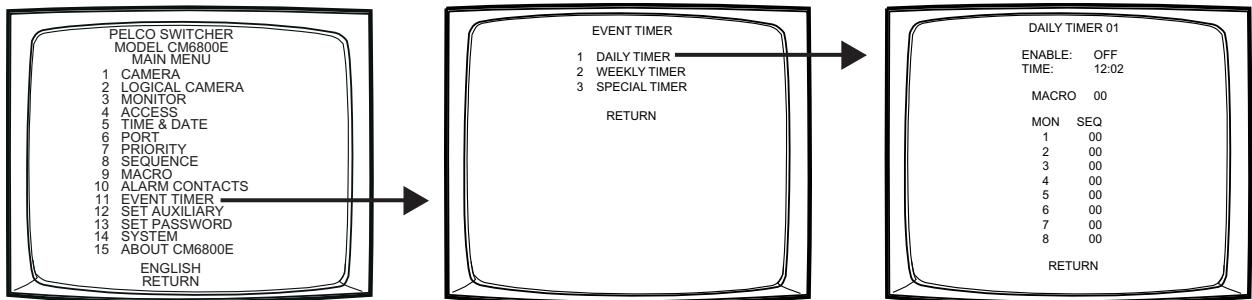 PELCO SWITCHER
MODEL CM6800E
MAIN MENU
1 CAMERA
2 LOGICAL CAMERA
3 MONITOR
4 ACCESS
5 TIME & DATE
6 PORT
7 PRIORITY
8 SEQUENCE
9 MACRO
10 ALARM CONTACTS
11 EVENT TIMER
12 SET AUXILIARY
13 SET PASSWORD
14 SYSTEM
15 ABOUT CM6800E
ENGLISH
RETURN
EVENT TIMER
1 DAILY TIMER
2 WEEKLY TIMER
3 SPECIAL TIMER
RETURN
DAILY TIMER 01
ENABLE: OFF
TIME: 12:02
MACRO 00
MON SEQ
1 00
2 00
3 00
4 00
5 00
6 00
7 00
8 00
RETURN